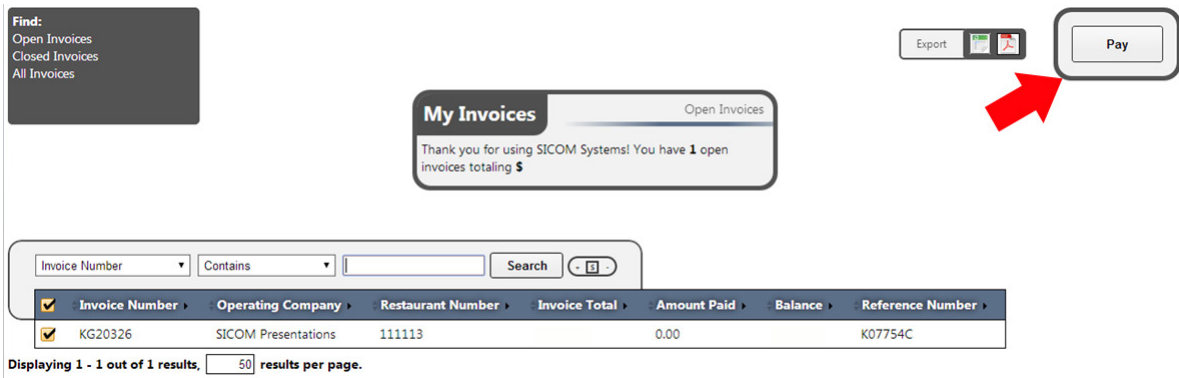 Find:
Open Invoices
Closed Invoices
All Invoices
Export
Pay
My Invoices
Open Invoices
Thank you for using SICOM Systems! You have 1 open
invoices totaling $
Invoice Number
Contains
Search
- 5 -
Invoice Number Operating Company Restaurant Number Invoice Total Amount Paid Balance Reference Number
KG20326 SICOM Presentations 111113 0.00 K07754C
Displaying 1 - 1 out of 1 results, 50 results per page.